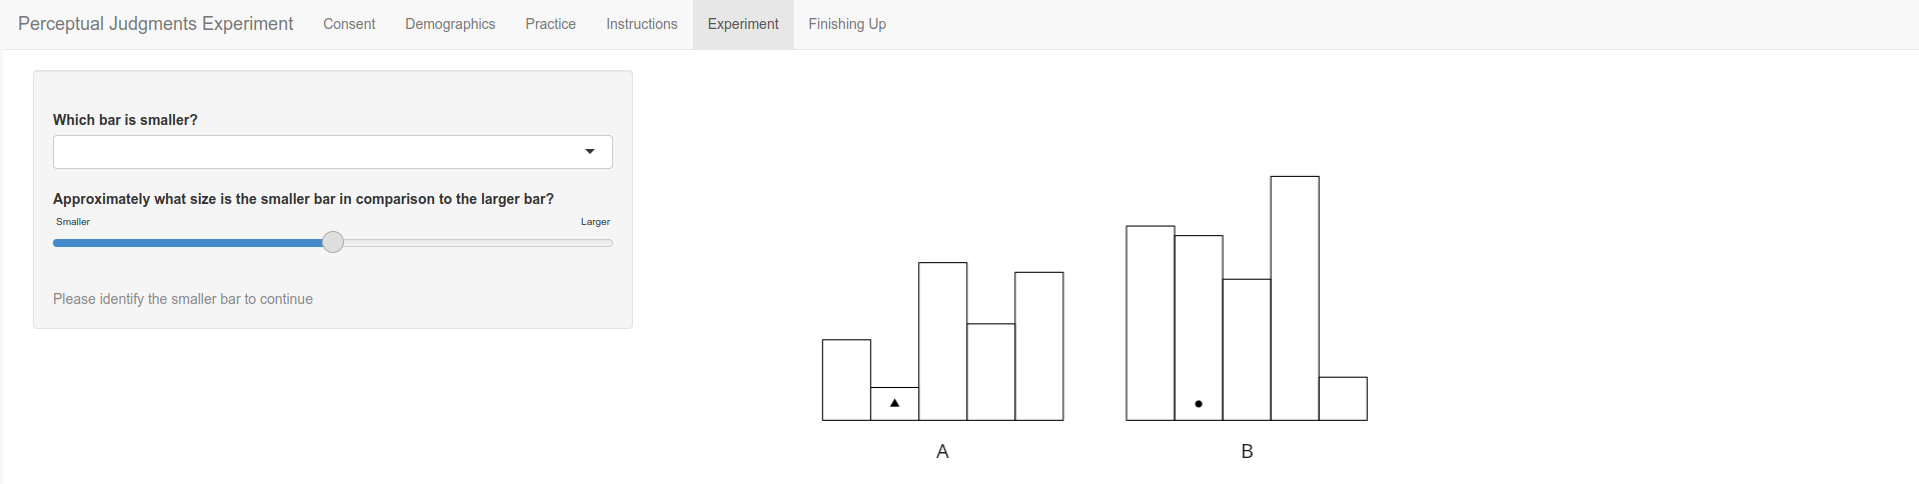 Perceptual Judgments Experiment Consent Demographics Practice Instructions Experiment Finishing Up
Which bar is smaller?
Approximately what size is the smaller bar in comparison to the larger bar?
Smaller Larger
Please identify the smaller bar to continue
A B